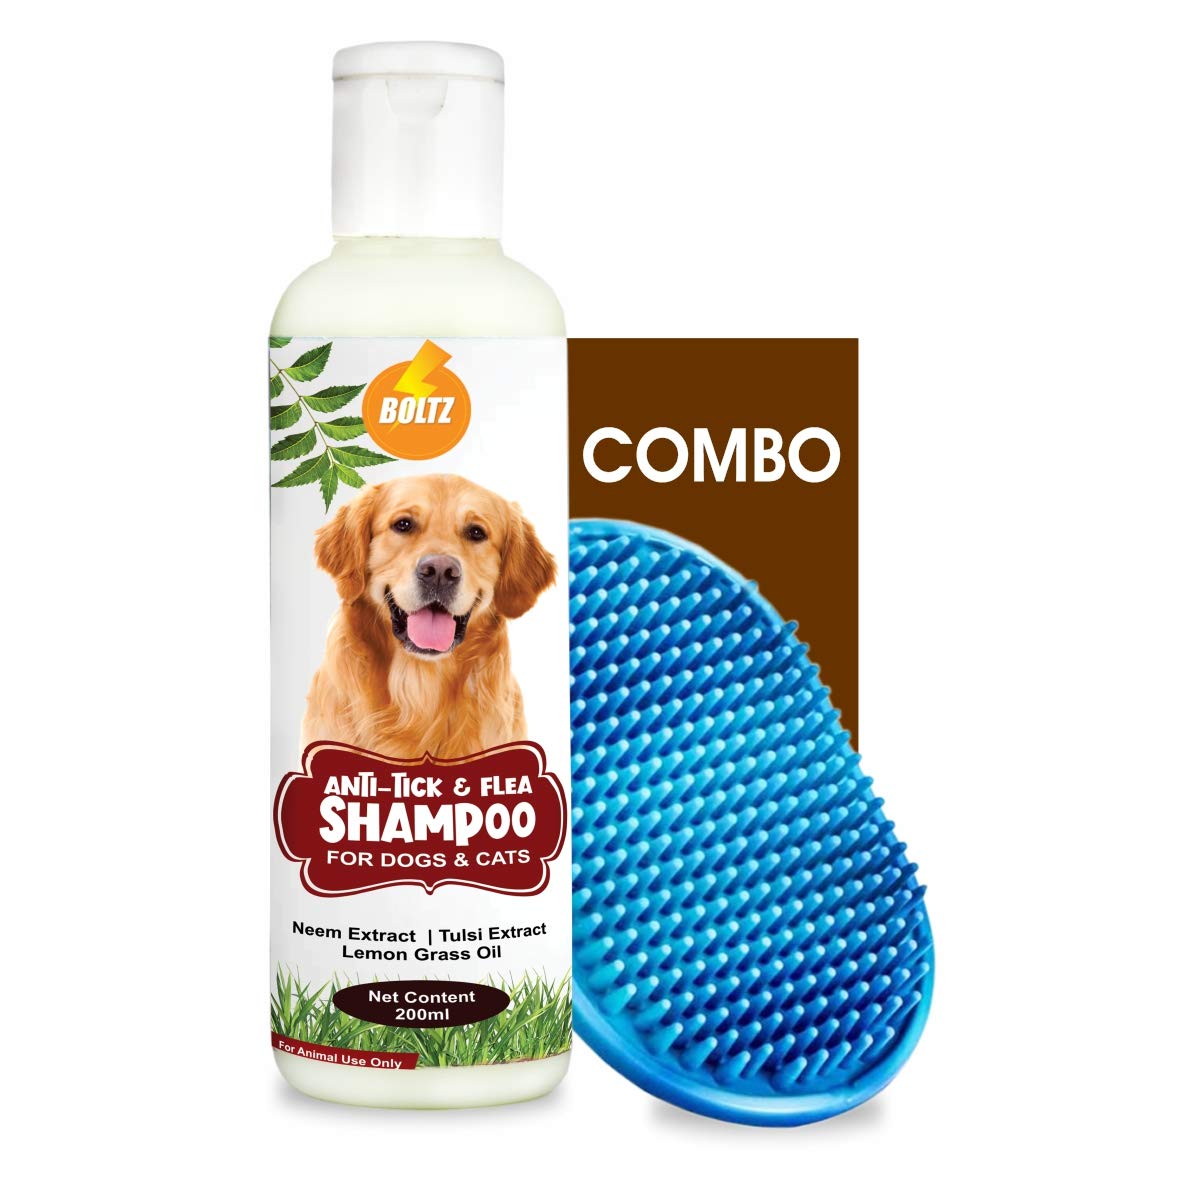 BOLTZ
COMBO
ANTI-TICK & FLEA
SHAMPOO
FOR DOGS & CATS
Neem Extract | Tulsi Extract
Lemon Grass Oil
Net Content
200ml
For Animal Use Only